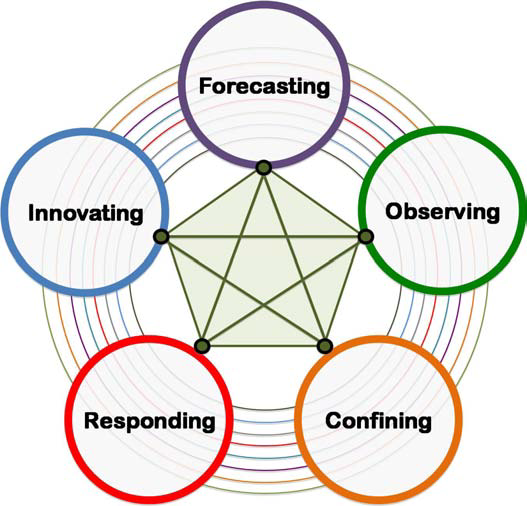 Forecasting
Innovating
Observing
Responding
Confining